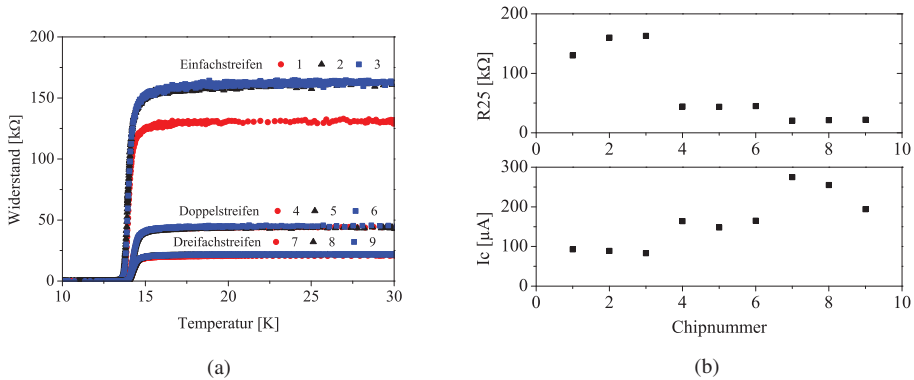 200
150
100
50
0
Widerstand [kΩ]
Einfachstreifen 1 2 3
Doppelstreifen 4 5 6
Dreifachstreifen 7 8 9
10 15 20 25 30
Temperatur [K]
(a)
200
100
0
R25 [kΩ]
0 2 4 6 8 10
300
200
100
0
Ic [µA]
0 2 4 6 8 10
Chipnummer
(b)